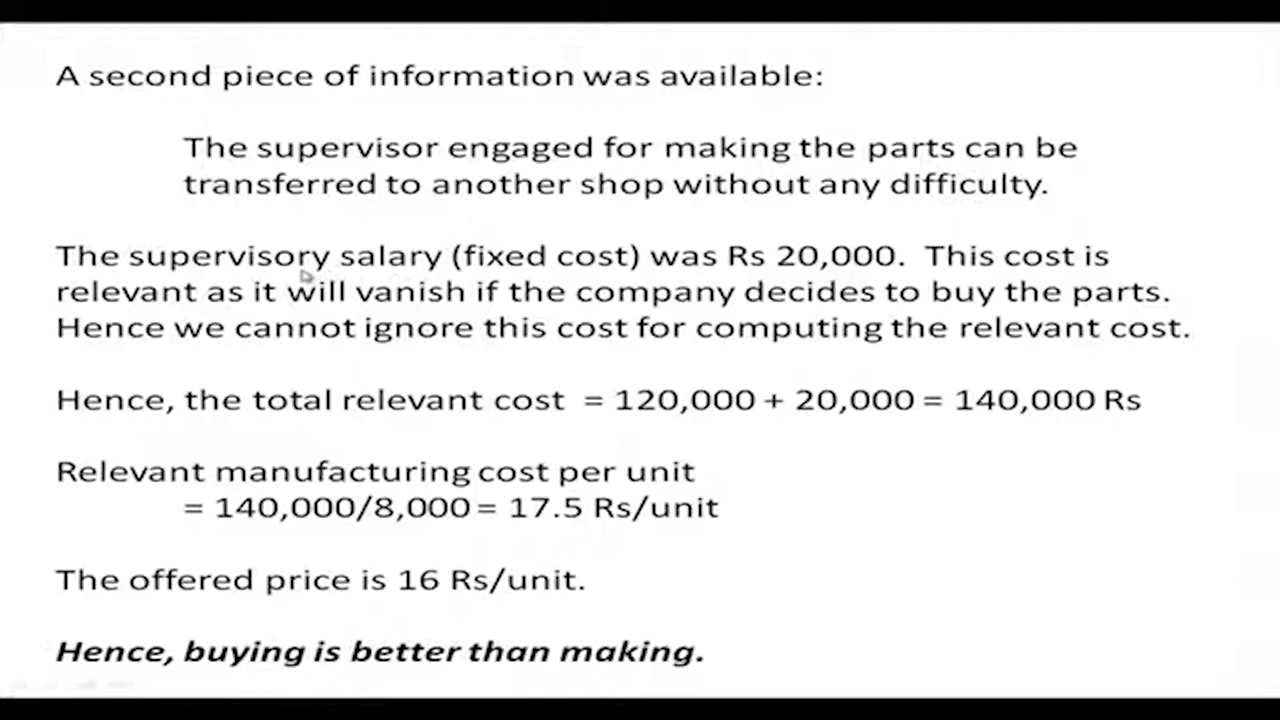 A second piece of information was available:
The supervisor engaged for making the parts can be
transferred to another shop without any difficulty.
The supervisory salary (fixed cost) was Rs 20,000. This cost is
relevant as it will vanish if the company decides to buy the parts.
Hence we cannot ignore this cost for computing the relevant cost.
Hence, the total relevant cost = 120,000 + 20,000 = 140,000 Rs
Relevant manufacturing cost per unit
= 140,000/8,000 = 17.5 Rs/unit
The offered price is 16 Rs/unit.
Hence, buying is better than making.